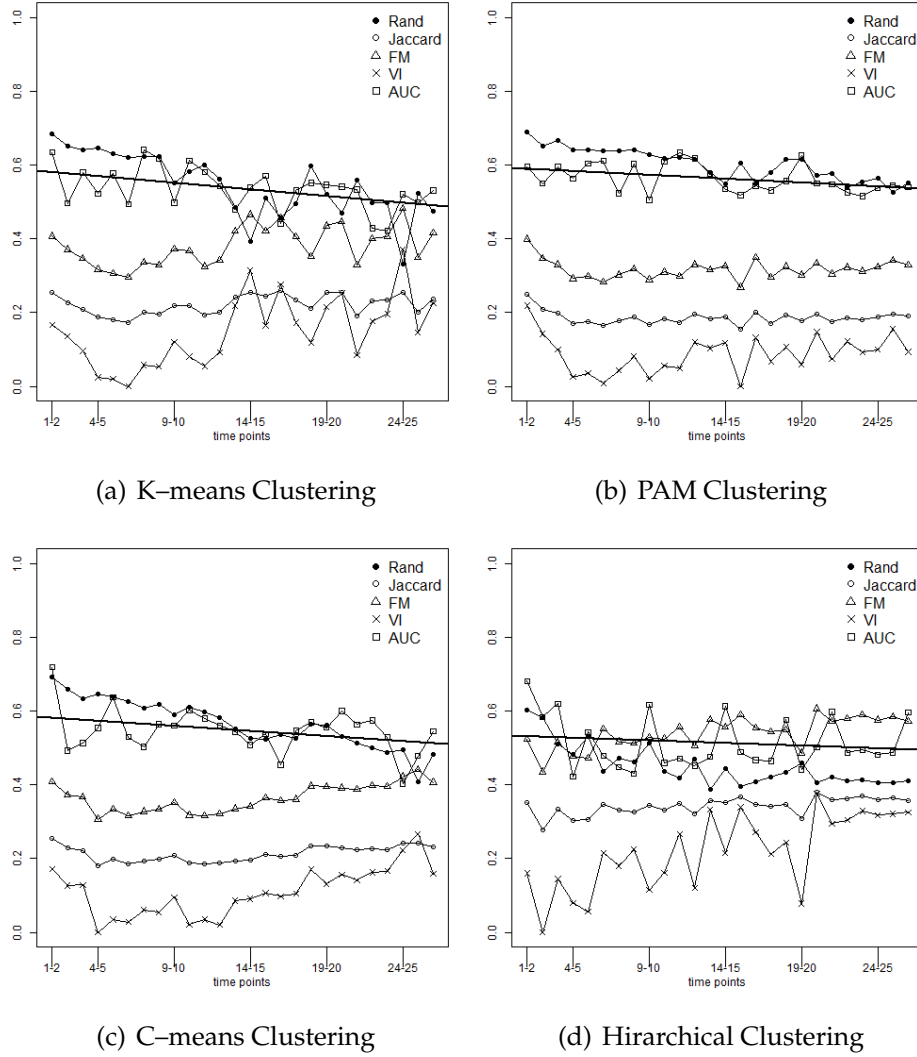 1.0
0.8
0.6
0.4
0.2
0.0
Rand
Jaccard
FM
VI
AUC
1-2 4-5 9-10 14-15 19-20 24-25
time points
(a) K–means Clustering
1.0
0.8
0.6
0.4
0.2
0.0
Rand
Jaccard
FM
VI
AUC
1-2 4-5 9-10 14-15 19-20 24-25
time points
(b) PAM Clustering
1.0
0.8
0.6
0.4
0.2
0.0
Rand
Jaccard
FM
VI
AUC
1-2 4-5 9-10 14-15 19-20 24-25
time points
(c) C–means Clustering
1.0
0.8
0.6
0.4
0.2
0.0
Rand
Jaccard
FM
VI
AUC
1-2 4-5 9-10 14-15 19-20 24-25
time points
(d) Hirarchical Clustering